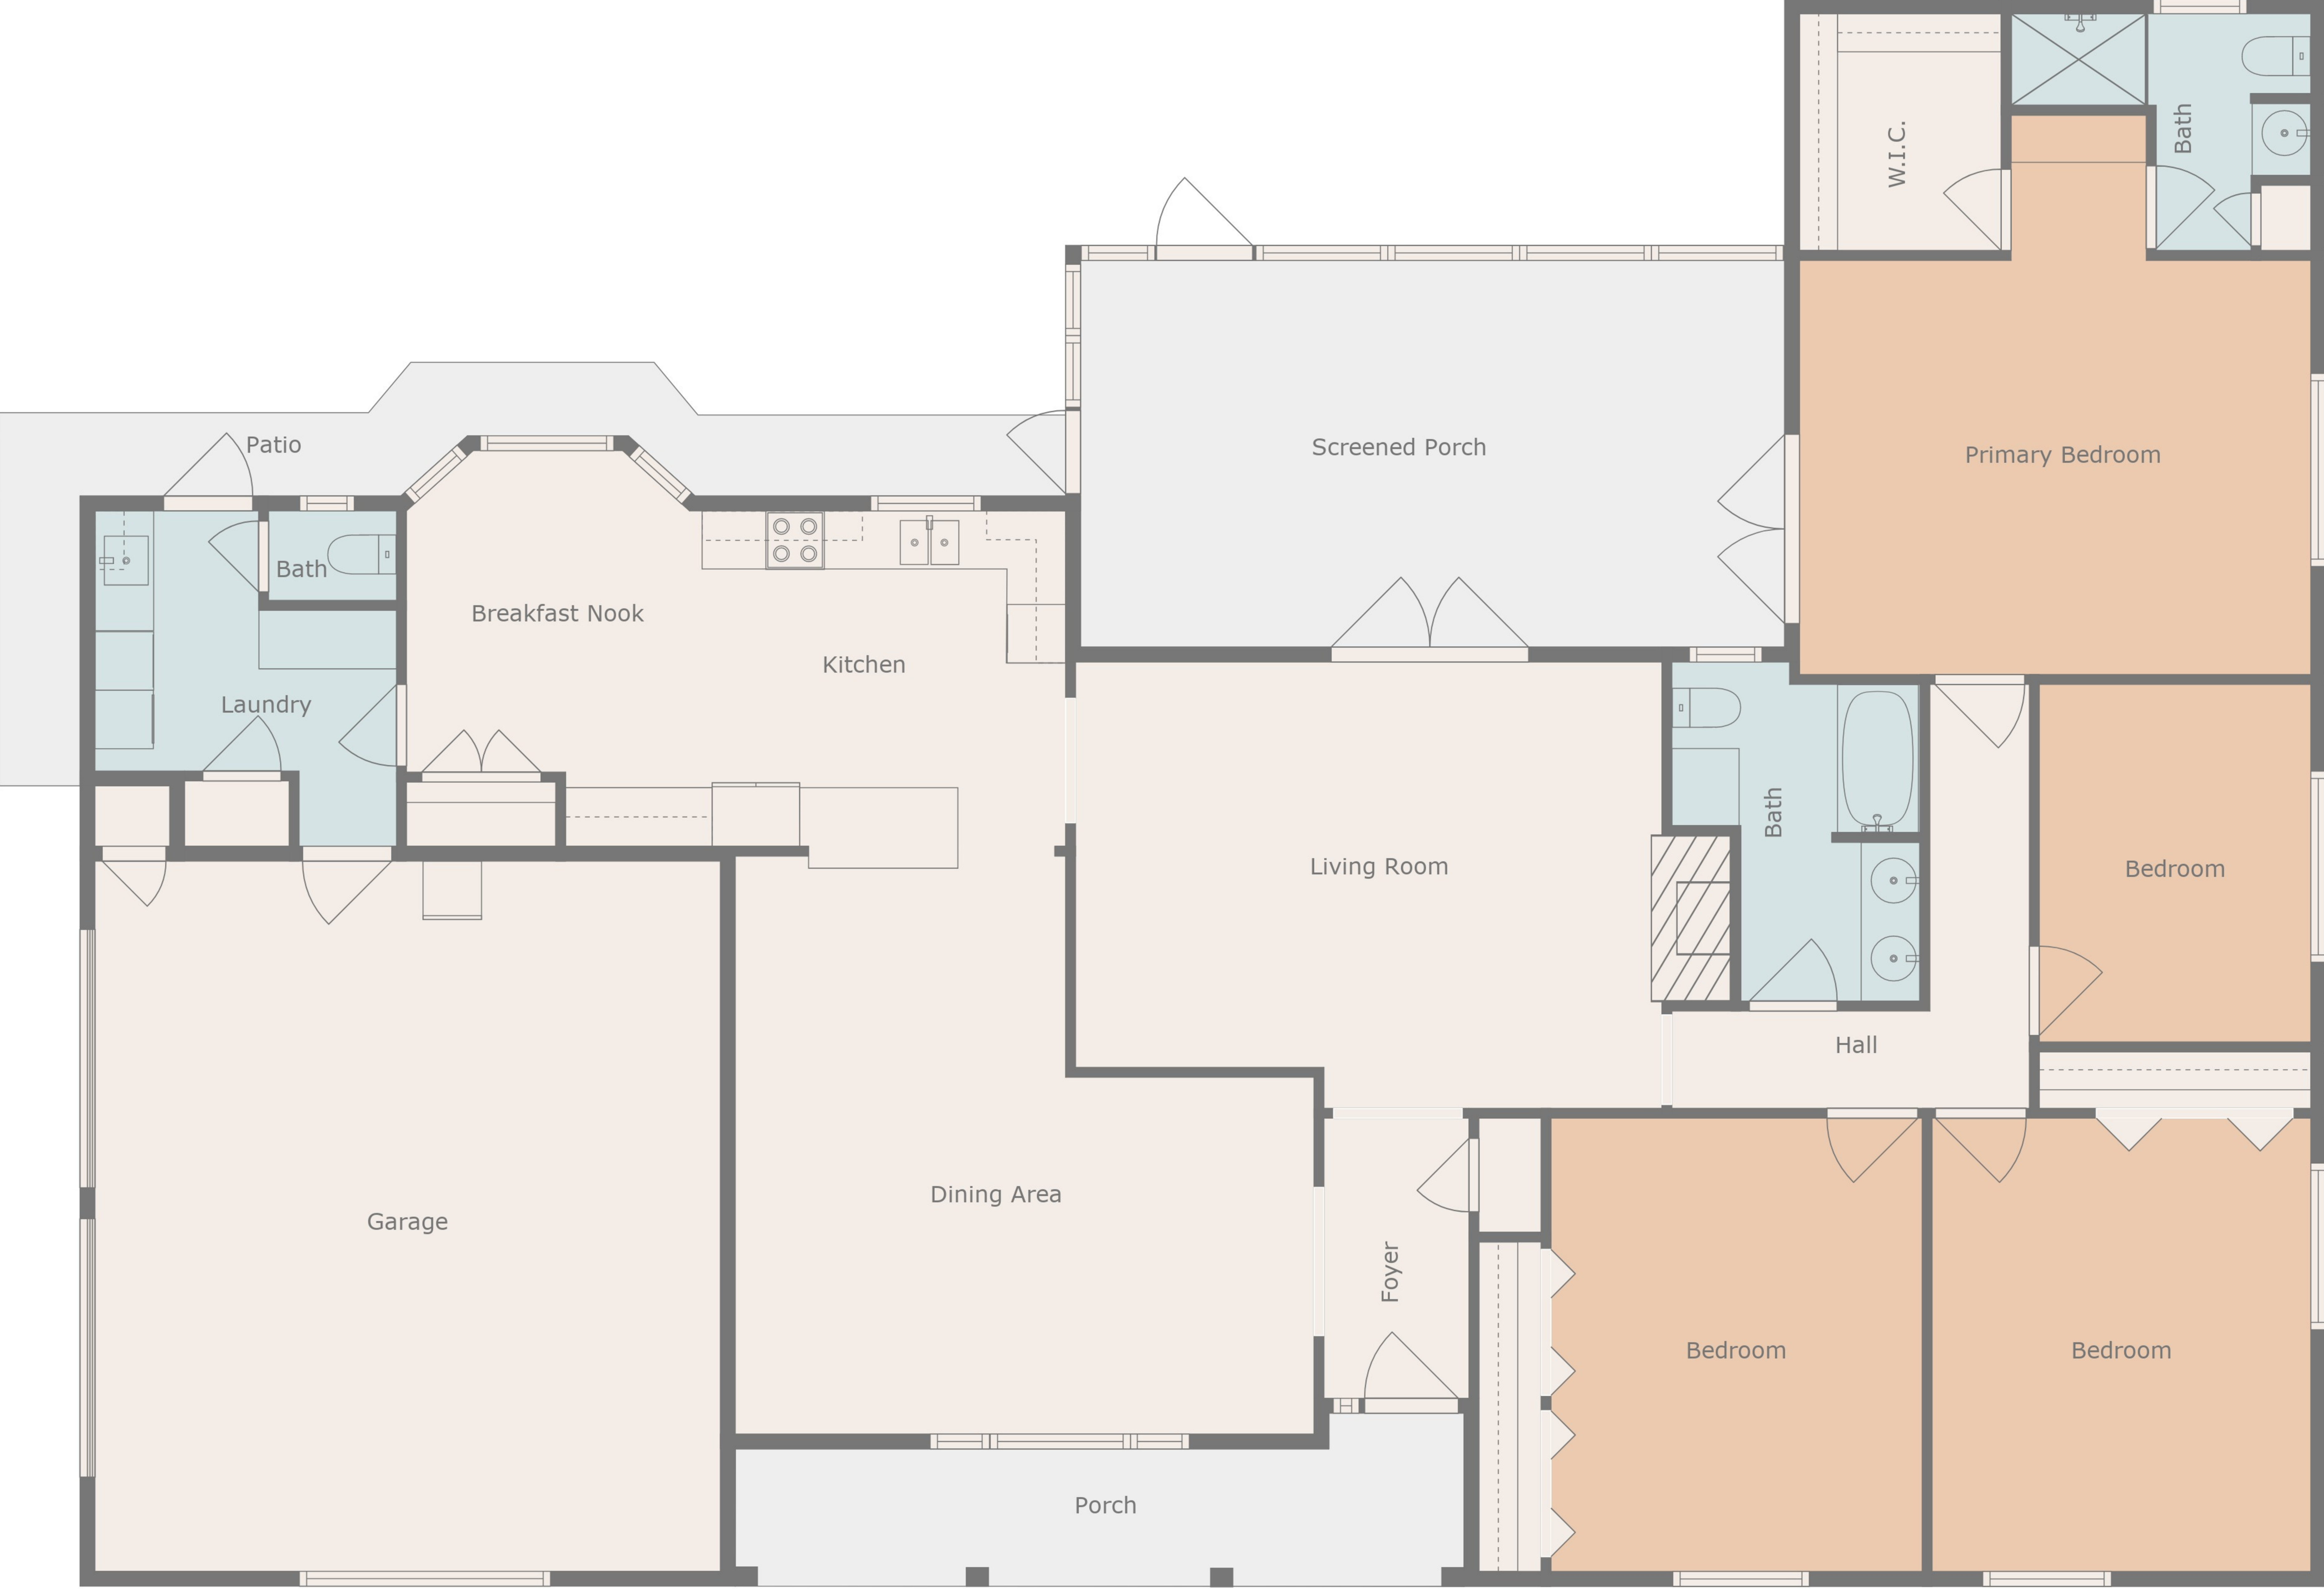 W.I.C.
Bath
Patio
Screened Porch
Primary Bedroom
Bath
Breakfast Nook
Kitchen
Laundry
Bath
Living Room
Bedroom
Hall
Dining Area
Garage
Foyer
Bedroom
Bedroom
Porch